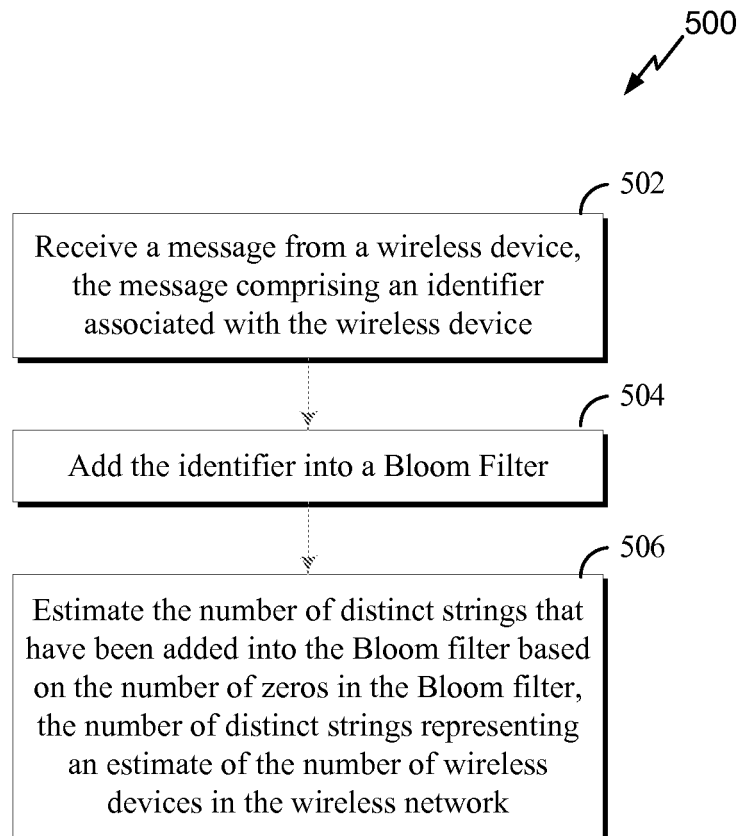 500
502
Receive a message from a wireless device,
the message comprising an identifier
associated with the wireless device
504
Add the identifier into a Bloom Filter
506
Estimate the number of distinct strings that
have been added into the Bloom filter based
on the number of zeros in the Bloom filter,
the number of distinct strings representing
an estimate of the number of wireless
devices in the wireless network